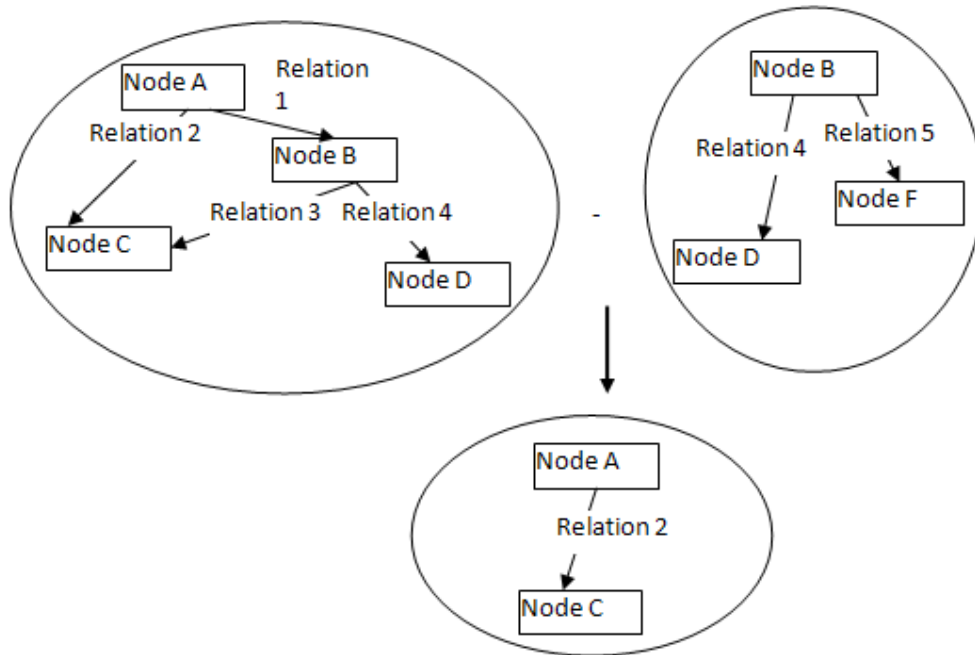 Node A
Relation
1
Relation 2
Node B
Relation 3
Relation 4
Node C
Node D
-
Node B
Relation 4
Relation 5
Node F
Node D
Node A
Relation 2
Node C